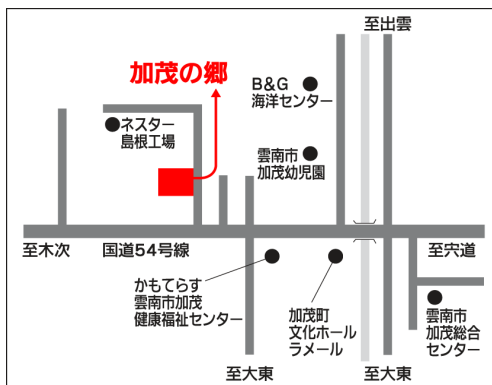 至出雲
加茂の郷
B&G
海洋センター
ネスター
島根工場
雲南市
加茂幼児園
至木次
国道54号線
至宍道
かもてらす
雲南市加茂
健康福祉センター
加茂町
文化ホール
ラメール
雲南市
加茂総合
センター
至大東
至大東